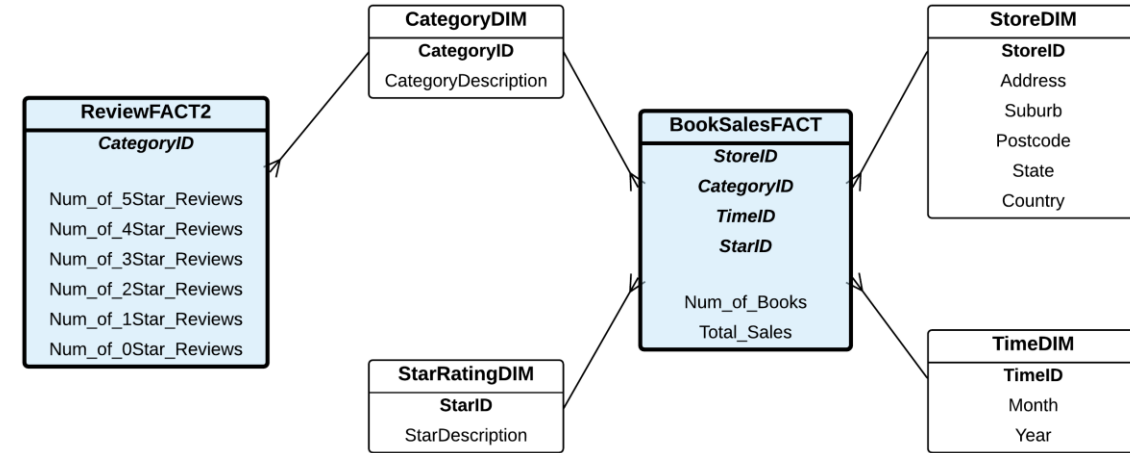 ReviewFACT2
CategoryID
Num_of_5Star_Reviews
Num_of_4Star_Reviews
Num_of_3Star_Reviews
Num_of_2Star_Reviews
Num_of_1Star_Reviews
Num_of_0Star_Reviews
CategoryDIM
CategoryID
CategoryDescription
StarRatingDIM
StarID
StarDescription
BookSalesFACT
StoreID
CategoryID
TimeID
StarID
Num_of_Books
Total_Sales
StoreDIM
StoreID
Address
Suburb
Postcode
State
Country
TimeDIM
TimeID
Month
Year